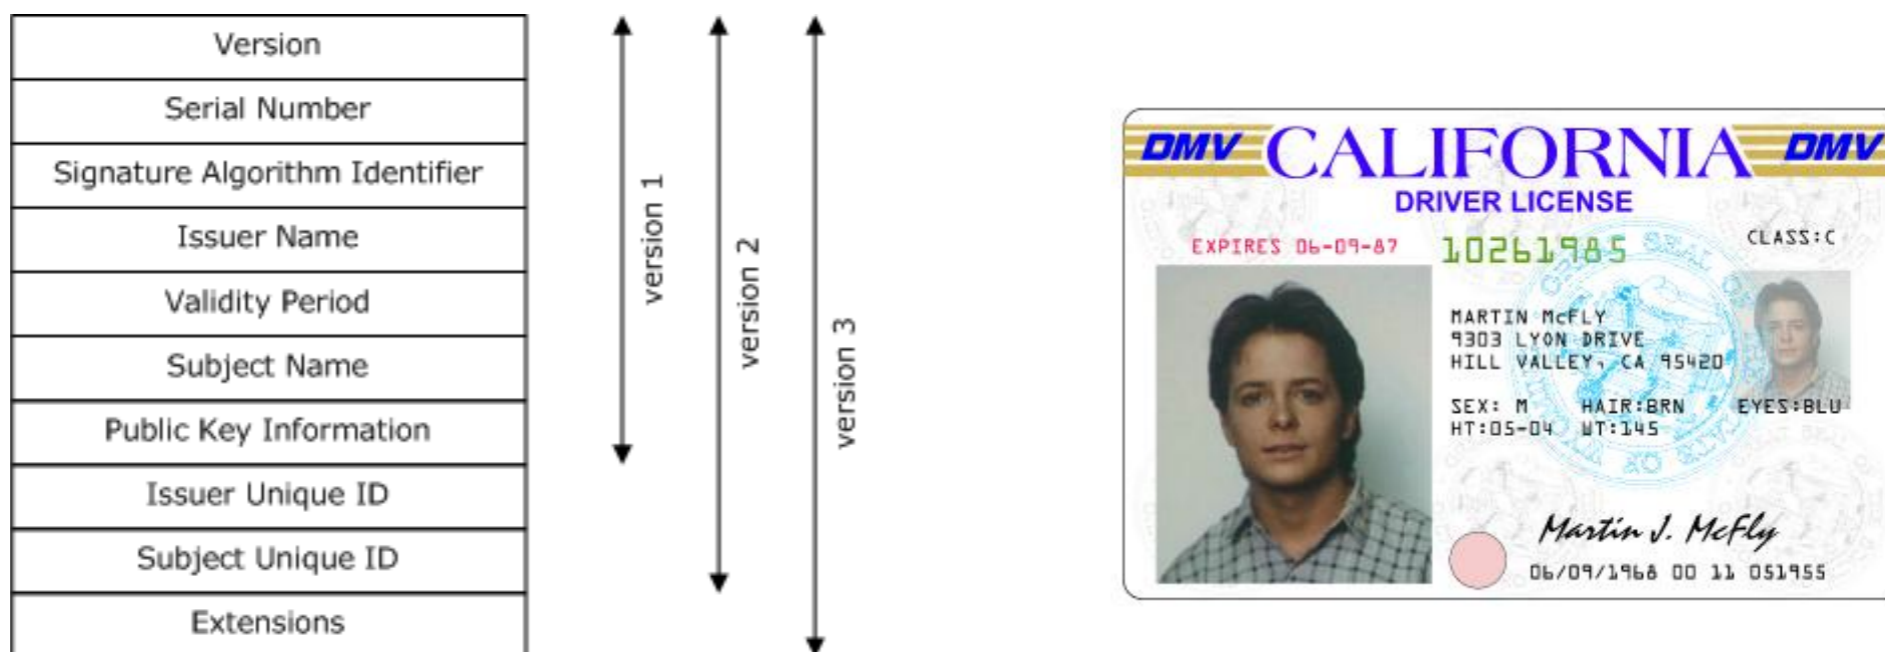 Version
Serial Number
Signature Algorithm Identifier
Issuer Name
Validity Period
Subject Name
Public Key Information
Issuer Unique ID
Subject Unique ID
Extensions
version 1
version 2
version 3
DMV CALIFORNIA DMV
DRIVER LICENSE
EXPIRES 06-09-87 10261985 CLASS:C
MARTIN McFLY
9303 LYON DRIVE
HILL VALLEY, CA 95420
SEX: M HAIR:BRN EYES:BLU
HT:05-04 WT:145
Martin J. McFly
06/09/1968 00 11 051955